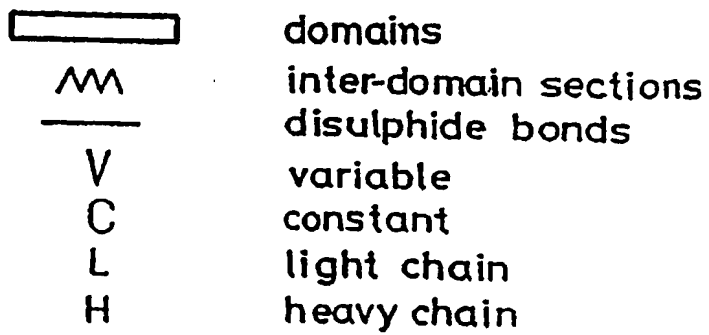 domains
inter-domain sections
disulphide bonds
V variable
C constant
L light chain
H heavy chain